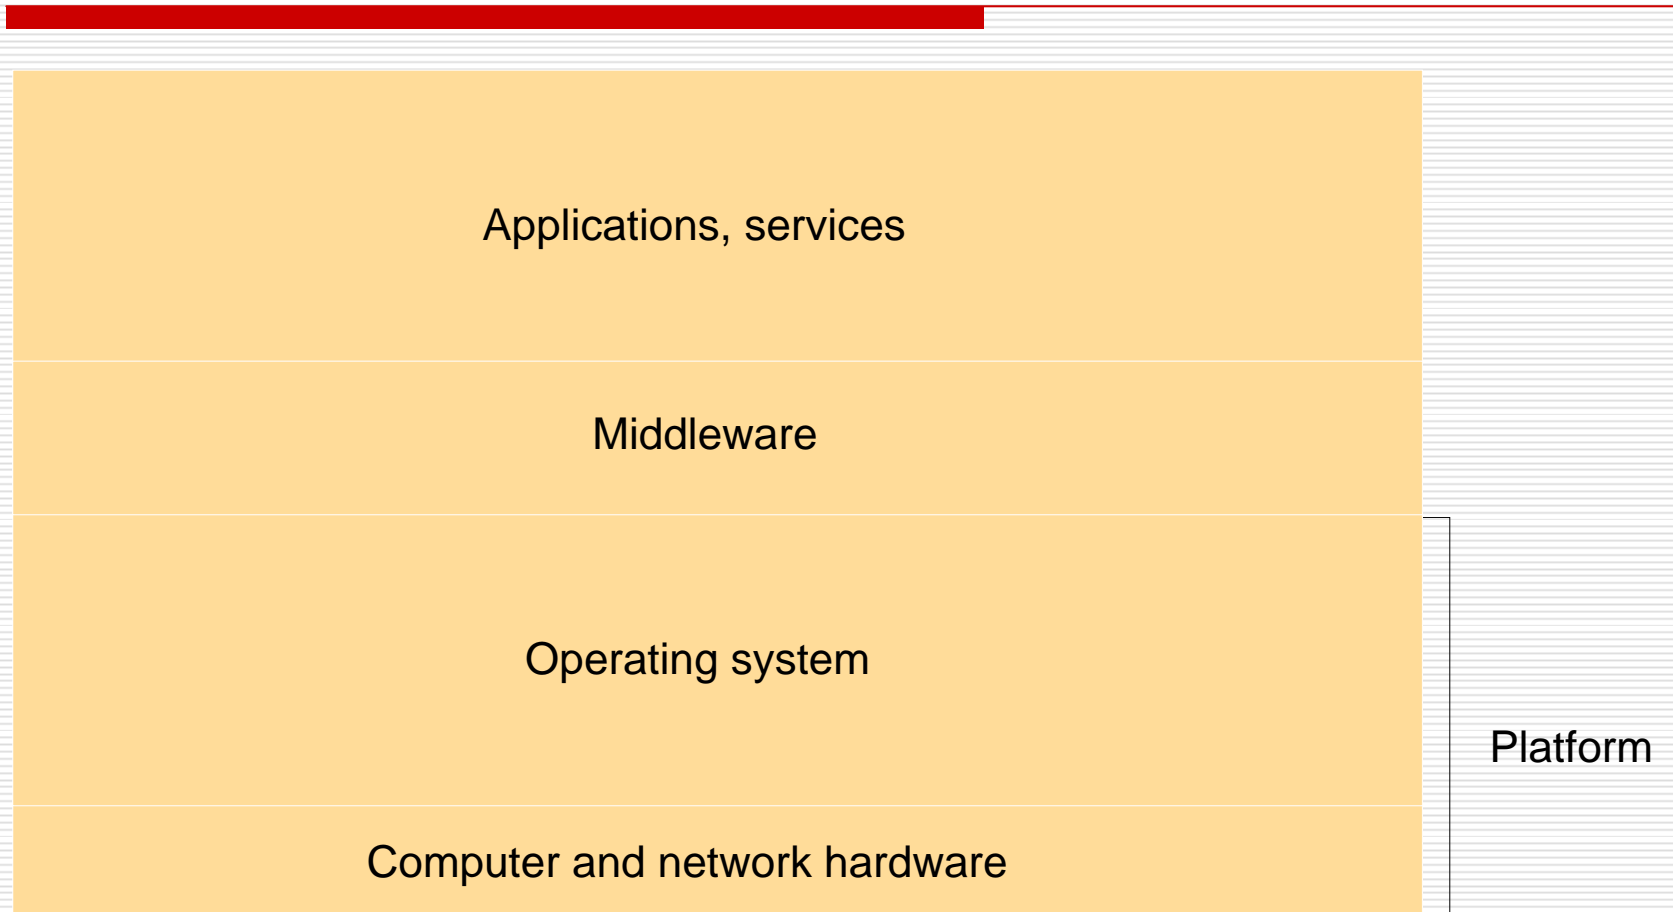 Applications, services
Middleware
Operating system
Platform
Computer and network hardware